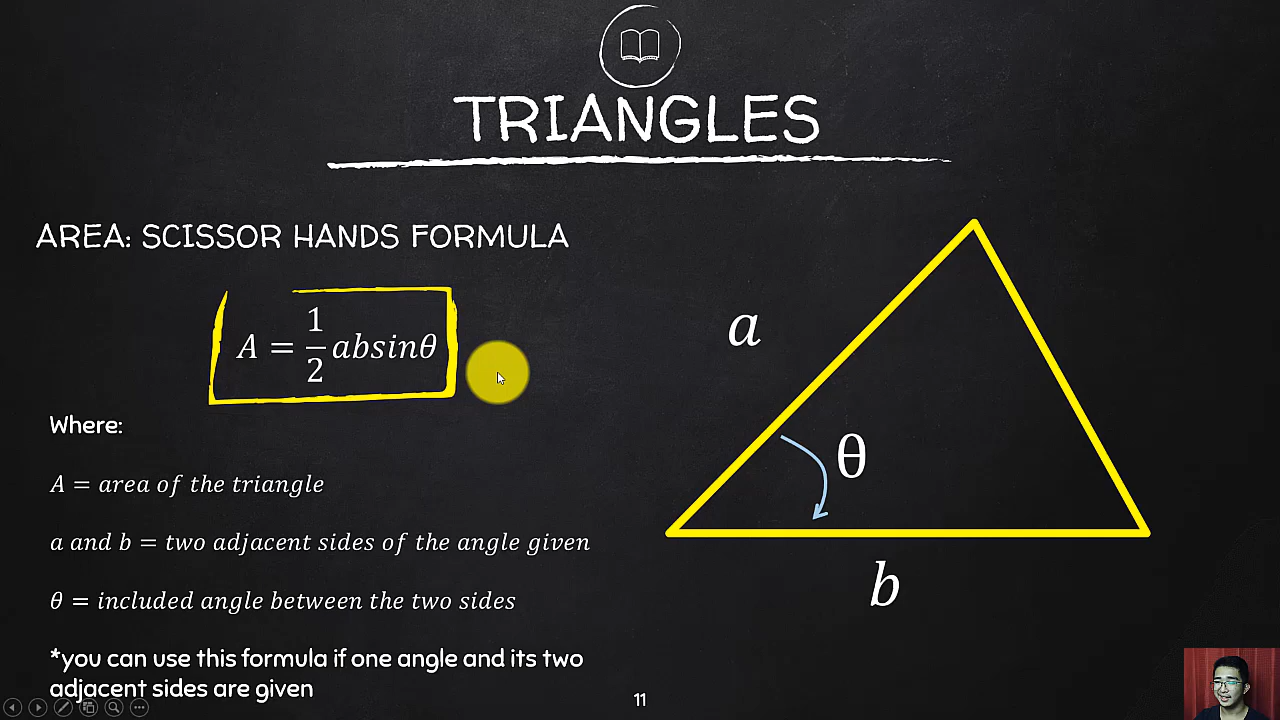 TRIANGLES
AREA: SCISSOR HANDS FORMULA
A = 1/2 absinθ
Where:
A = area of the triangle
a and b = two adjacent sides of the angle given
θ = included angle between the two sides
*you can use this formula if one angle and its two
adjacent sides are given
a
θ
b
11